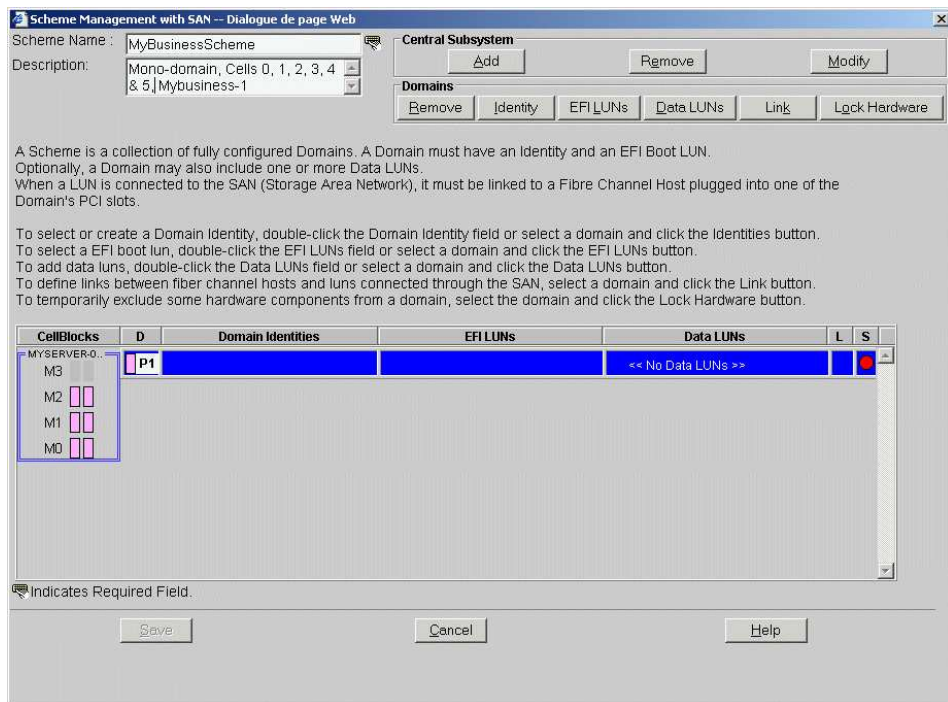 Scheme Management with SAN -- Dialogue de page Web
Scheme Name : MyBusinessScheme
Description: Mono-domain, Cells 0, 1, 2, 3, 4
& 5, Mybusiness-1
Central Subsystem
Add Remove Modify
Domains
Remove Identity EFI LUNs Data LUNs Link Lock Hardware
A Scheme is a collection of fully configured Domains. A Domain must have an Identity and an EFI Boot LUN.
Optionally, a Domain may also include one or more Data LUNs.
When a LUN is connected to the SAN (Storage Area Network), it must be linked to a Fibre Channel Host plugged into one of the
Domain's PCI slots.
To select or create a Domain Identity, double-click the Domain Identity field or select a domain and click the Identities button.
To select a EFI boot lun, double-click the EFI LUNs field or select a domain and click the EFI LUNs button.
To add data luns, double-click the Data LUNs field or select a domain and click the Data LUNs button.
To define links between fiber channel hosts and luns connected through the SAN, select a domain and click the Link button.
To temporarily exclude some hardware components from a domain, select the domain and click the Lock Hardware button.
CellBlocks D Domain Identities EFI LUNs Data LUNs L S
MYSERVER-0..
P1 << No Data LUNs >>
M3
M2
M1
M0
Indicates Required Field.
Save Cancel Help